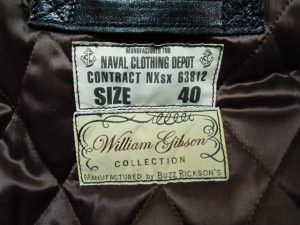 MANUFACTURED FOR
NAVAL CLOTHING DEPOT
CONTRACT NXsx 63812
SIZE 40
William Gibson
COLLECTION
MANUFACTURED BY BUZZ RICKSON'S